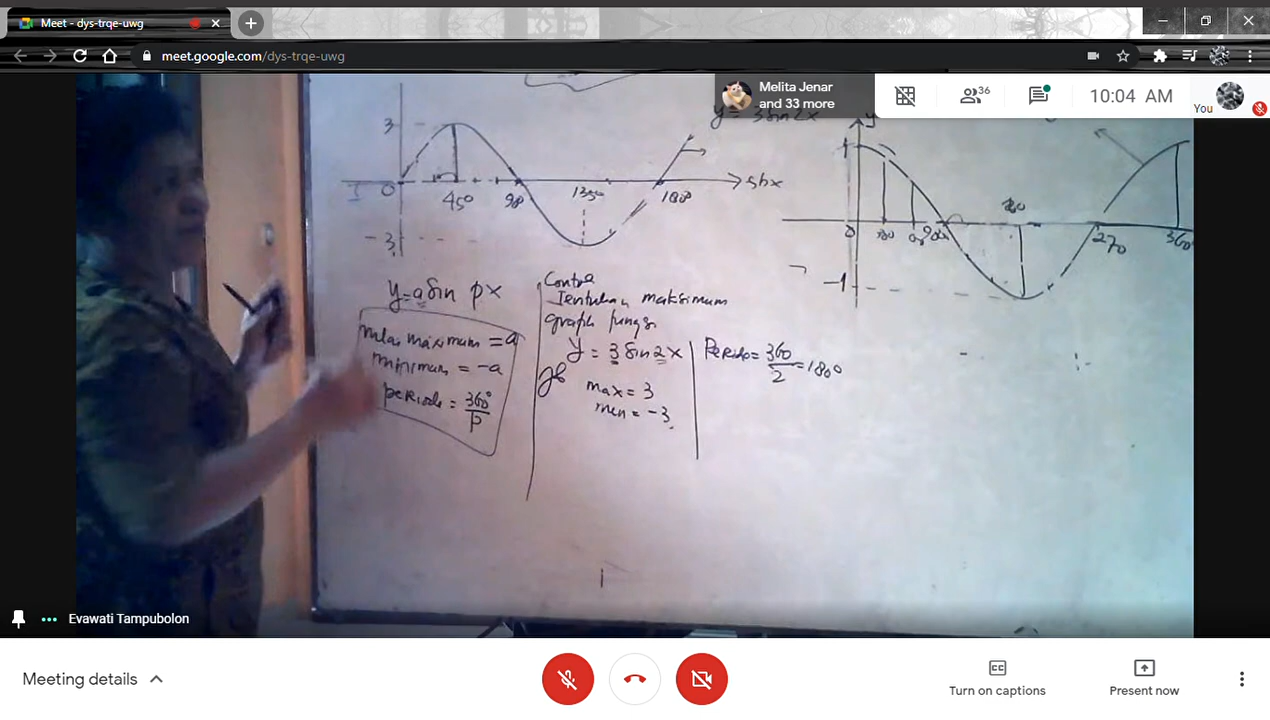 Meet - dys-trqe-uwg
meet.google.com/dys-trqe-uwg
Melita Jenar
and 33 more
36
10:04 AM
You
y = 3 sin 2x
3
0
45°
90°
135°
180°
sbx
-3
y
1
0
270
360°
-1
y = a sin px
nilai maximum = a
minimum = -a
periode = 360°
p
Tentukan maksimum
y = 3 sin 2x
max = 3
min = -3
Periode = 360
2
= 180°
Evawati Tampubolon
Meeting details
Turn on captions
Present now